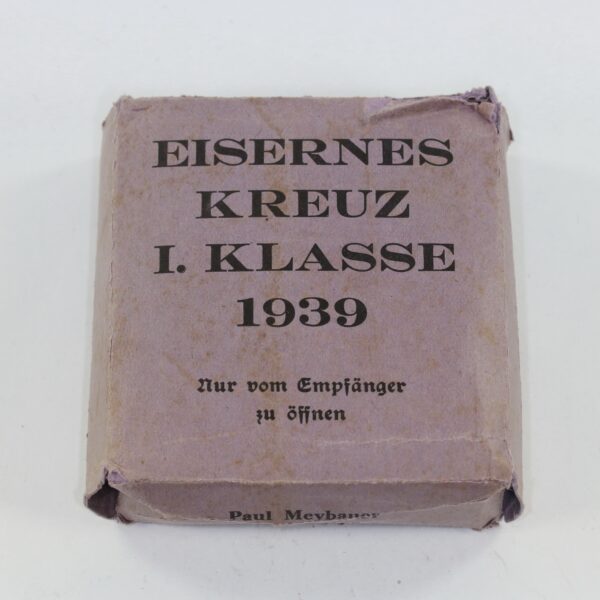 EISERNES
KREUZ
I. KLASSE
1939
Nur vom Empfänger
zu öffnen
Paul Meybauer